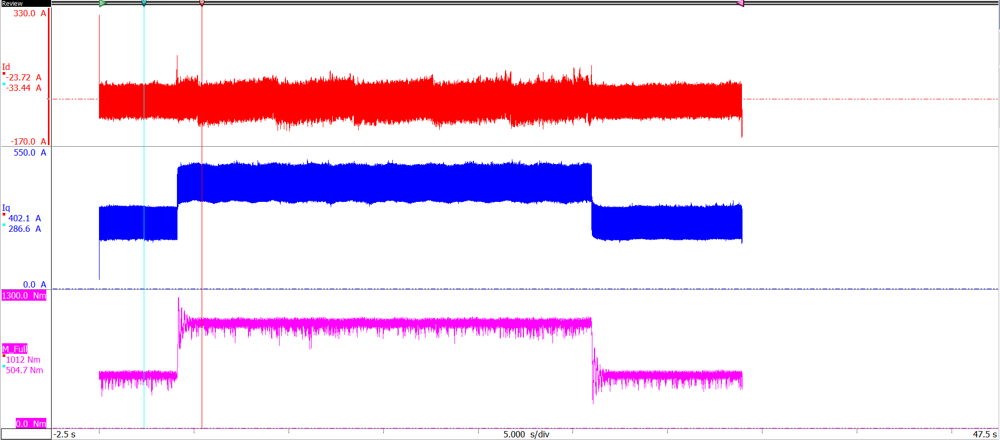 Review
330.0 A
Id
-23.72 A
-33.44 A
-170.0 A
550.0 A
Iq
402.1 A
286.6 A
0.0 A
1300.0 Nm
M_Full
1012 Nm
504.7 Nm
0.0 Nm
-2.5 s 5.000 s/div 47.5 s